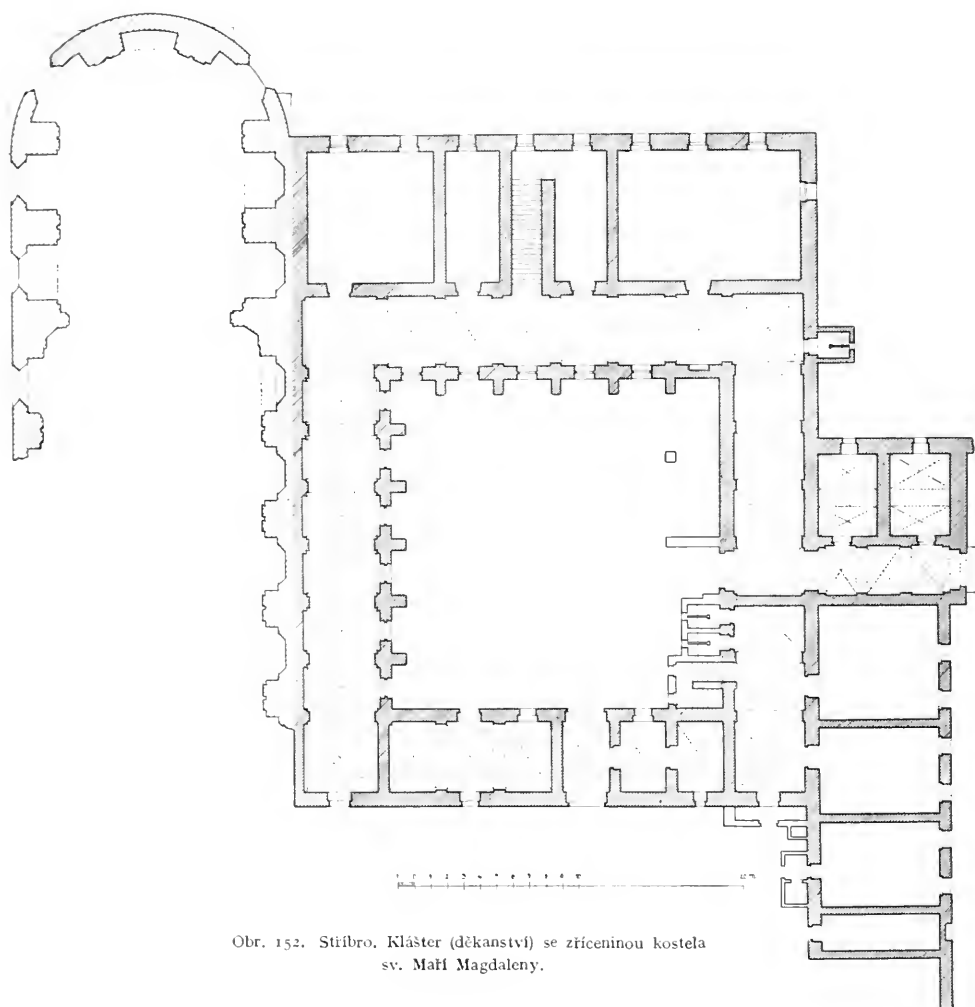 Obr. 152. Stříbro. Klášter (děkanství) se zříceninou kostela
sv. Maří Magdaleny.